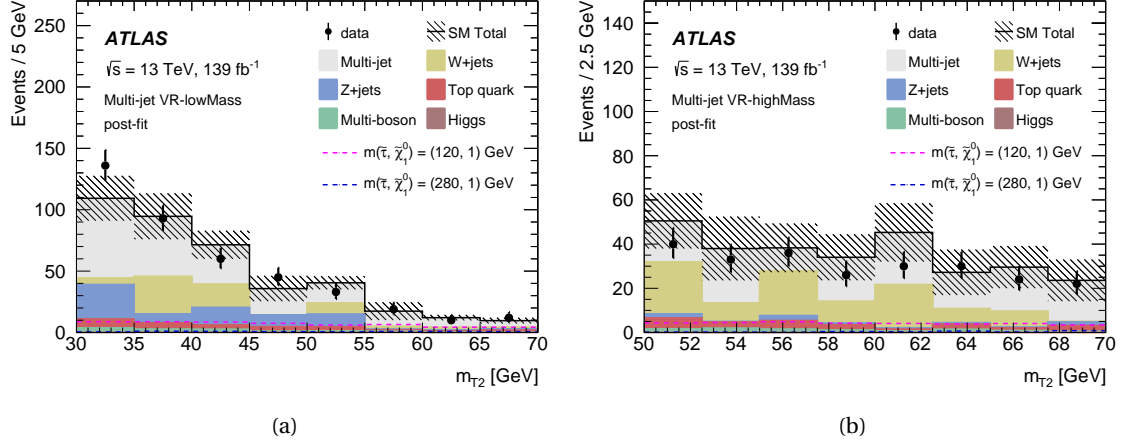 Events / 5 GeV
250
200
150
100
50
0
ATLAS
√s = 13 TeV, 139 fb⁻¹
Multi-jet VR-lowMass
post-fit
data
SM Total
Multi-jet
W+jets
Z+jets
Top quark
Multi-boson
Higgs
m(τ̃, χ̃⁰₁) = (120, 1) GeV
m(τ̃, χ̃⁰₁) = (280, 1) GeV
30 35 40 45 50 55 60 65 70
m_T2 [GeV]
(a)
Events / 2.5 GeV
140
120
100
80
60
40
20
0
ATLAS
√s = 13 TeV, 139 fb⁻¹
Multi-jet VR-highMass
post-fit
data
SM Total
Multi-jet
W+jets
Z+jets
Top quark
Multi-boson
Higgs
m(τ̃, χ̃⁰₁) = (120, 1) GeV
m(τ̃, χ̃⁰₁) = (280, 1) GeV
50 52 54 56 58 60 62 64 66 68 70
m_T2 [GeV]
(b)